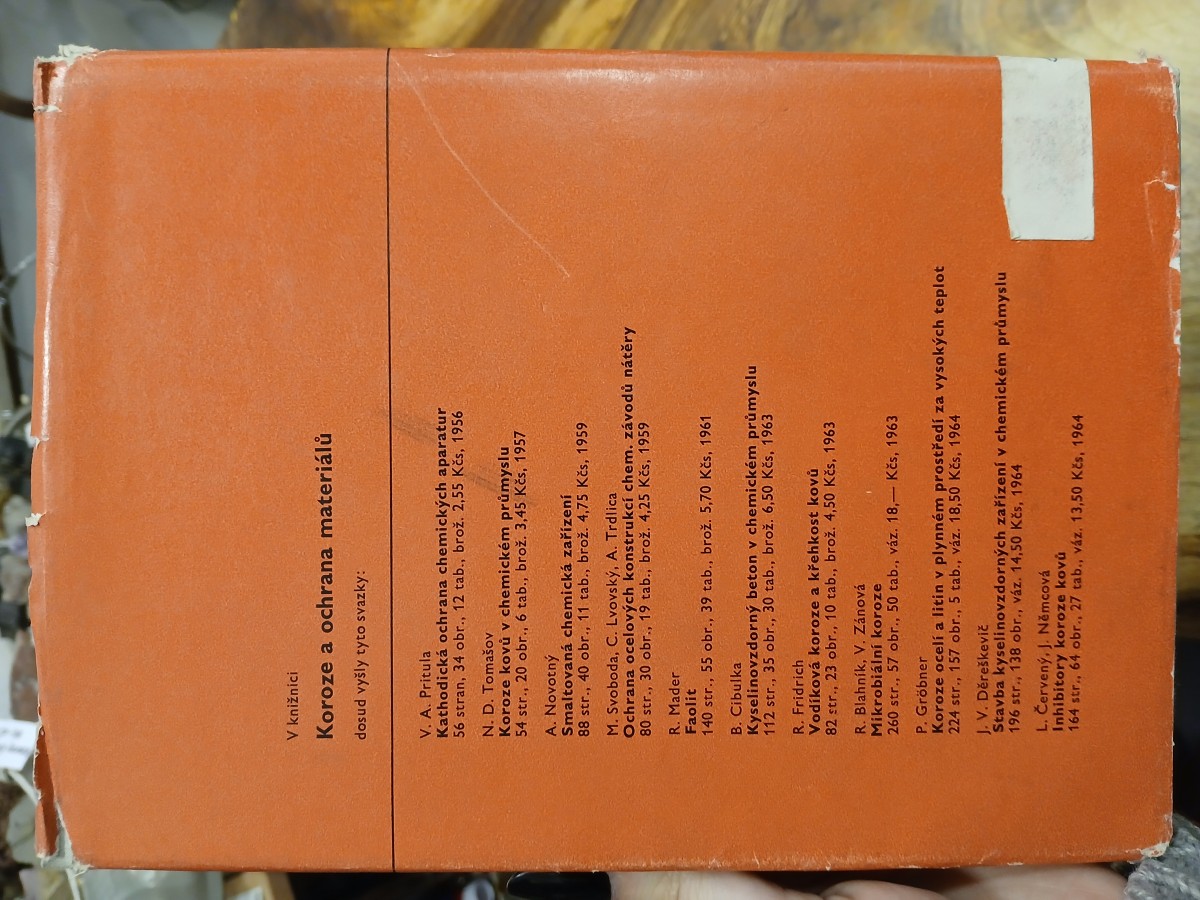 V knižnici
Koroze a ochrana materiálů
dosud vyšly tyto svazky:
V. A. Pritula
Kathodická ochrana chemických aparatur
56 stran, 34 obr., 12 tab., brož. 2,55 Kčs, 1956
N. D. Tomašov
Koroze kovů v chemickém průmyslu
54 str., 20 obr., 6 tab., brož. 3,45 Kčs, 1957
A. Novotný
Smaltovaná chemická zařízení
88 str., 40 obr., 11 tab., brož. 4,75 Kčs, 1959
M. Svoboda, C. Lvovský, A. Trdlica
Ochrana ocelových konstrukcí chem. závodů nátěry
80 str., 30 obr., 19 tab., brož. 4,25 Kčs, 1959
R. Mader
Faolit
140 str., 55 obr., 39 tab., brož. 5,70 Kčs, 1961
B. Cibulka
Kyselinovzdorný beton v chemickém průmyslu
112 str., 35 obr., 30 tab., brož. 6,50 Kčs, 1963
R. Fridrich
Vodíková koroze a křehkost kovů
82 str., 23 obr., 10 tab., brož. 4,50 Kčs, 1963
R. Blahník, V. Zánová
Mikrobiální koroze
260 str., 57 obr., 50 tab., váz. 18,— Kčs, 1963
P. Gröbner
Koroze ocelí a litin v plynném prostředí za vysokých teplot
224 str., 157 obr., 5 tab., váz. 18,50 Kčs, 1964
J. V. Děreškevič
Stavba kyselinovzdorných zařízení v chemickém průmyslu
196 str., 138 obr., váz. 14,50 Kčs, 1964
L. Červený, J. Němcová
Inhibitory koroze kovů
164 str., 64 obr., 27 tab., váz. 13,50 Kčs, 1964